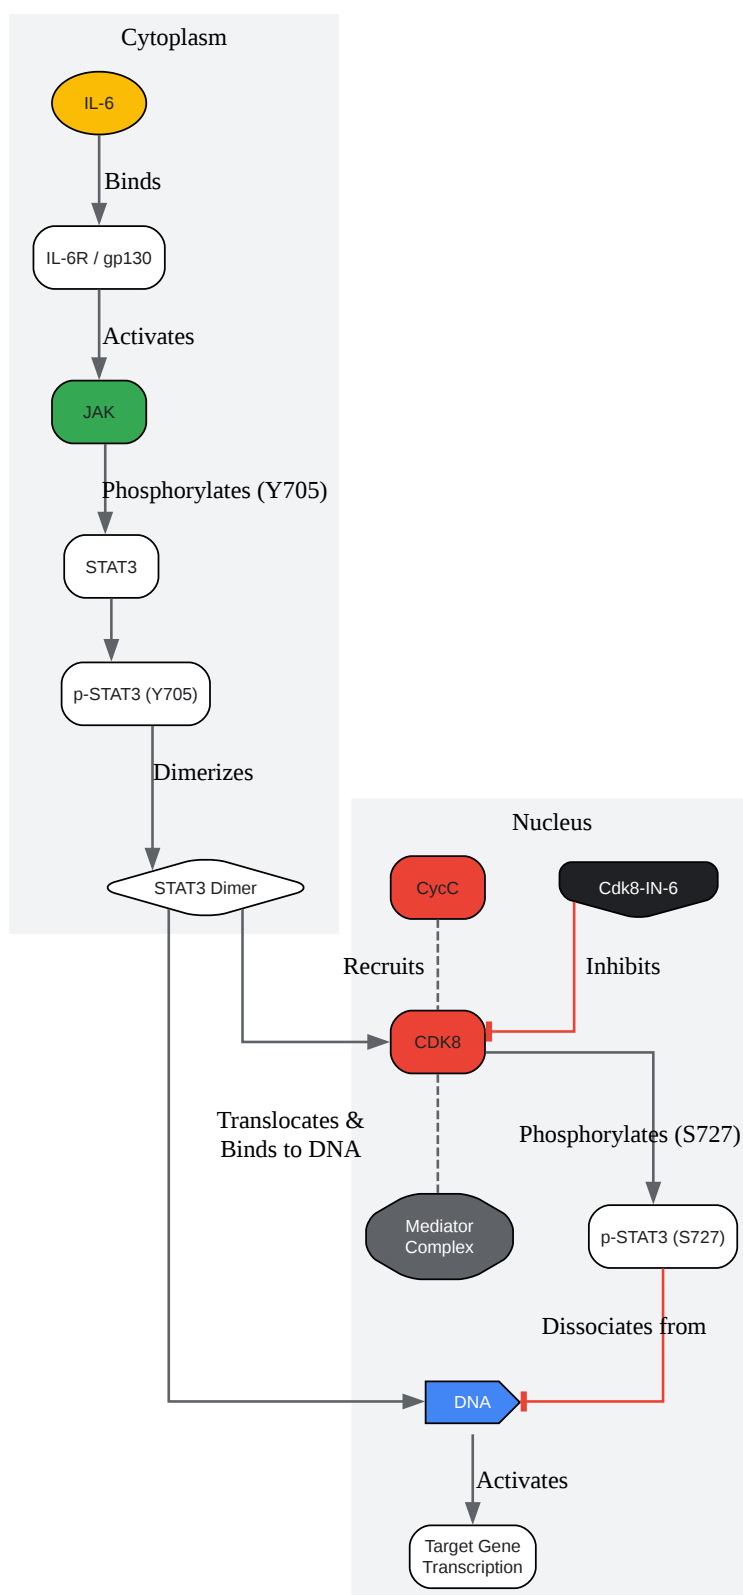 Cytoplasm
IL-6
Binds
IL-6R / gp130
Activates
JAK
Phosphorylates (Y705)
STAT3
p-STAT3 (Y705)
Dimerizes
STAT3 Dimer
Nucleus
CycC
Cdk8-IN-6
Recruits
Inhibits
CDK8
Translocates &
Binds to DNA
Phosphorylates (S727)
Mediator
Complex
p-STAT3 (S727)
Dissociates from
DNA
Activates
Target Gene
Transcription